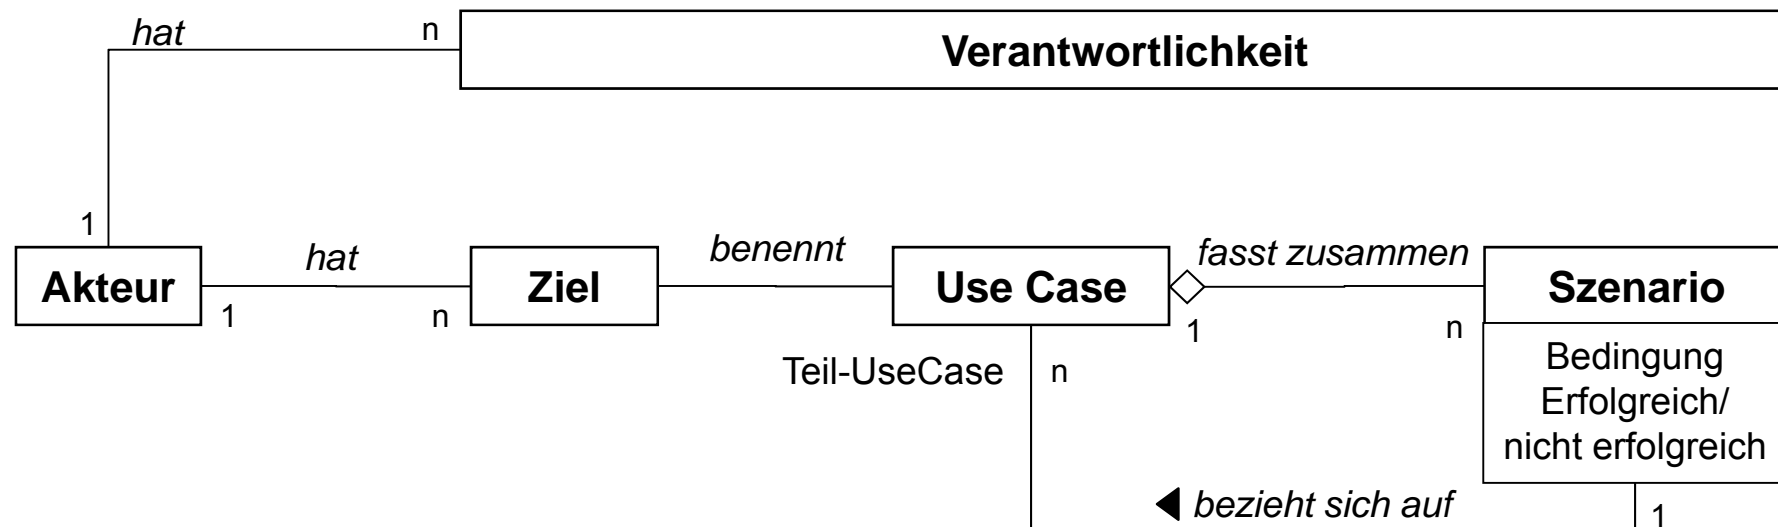 hat
n
Verantwortlichkeit
1
Akteur
hat
Ziel
benennt
Use Case
fasst zusammen
Szenario
1
n
1
n
Teil-UseCase
n
Bedingung
Erfolgreich/
nicht erfolgreich
bezieht sich auf
1